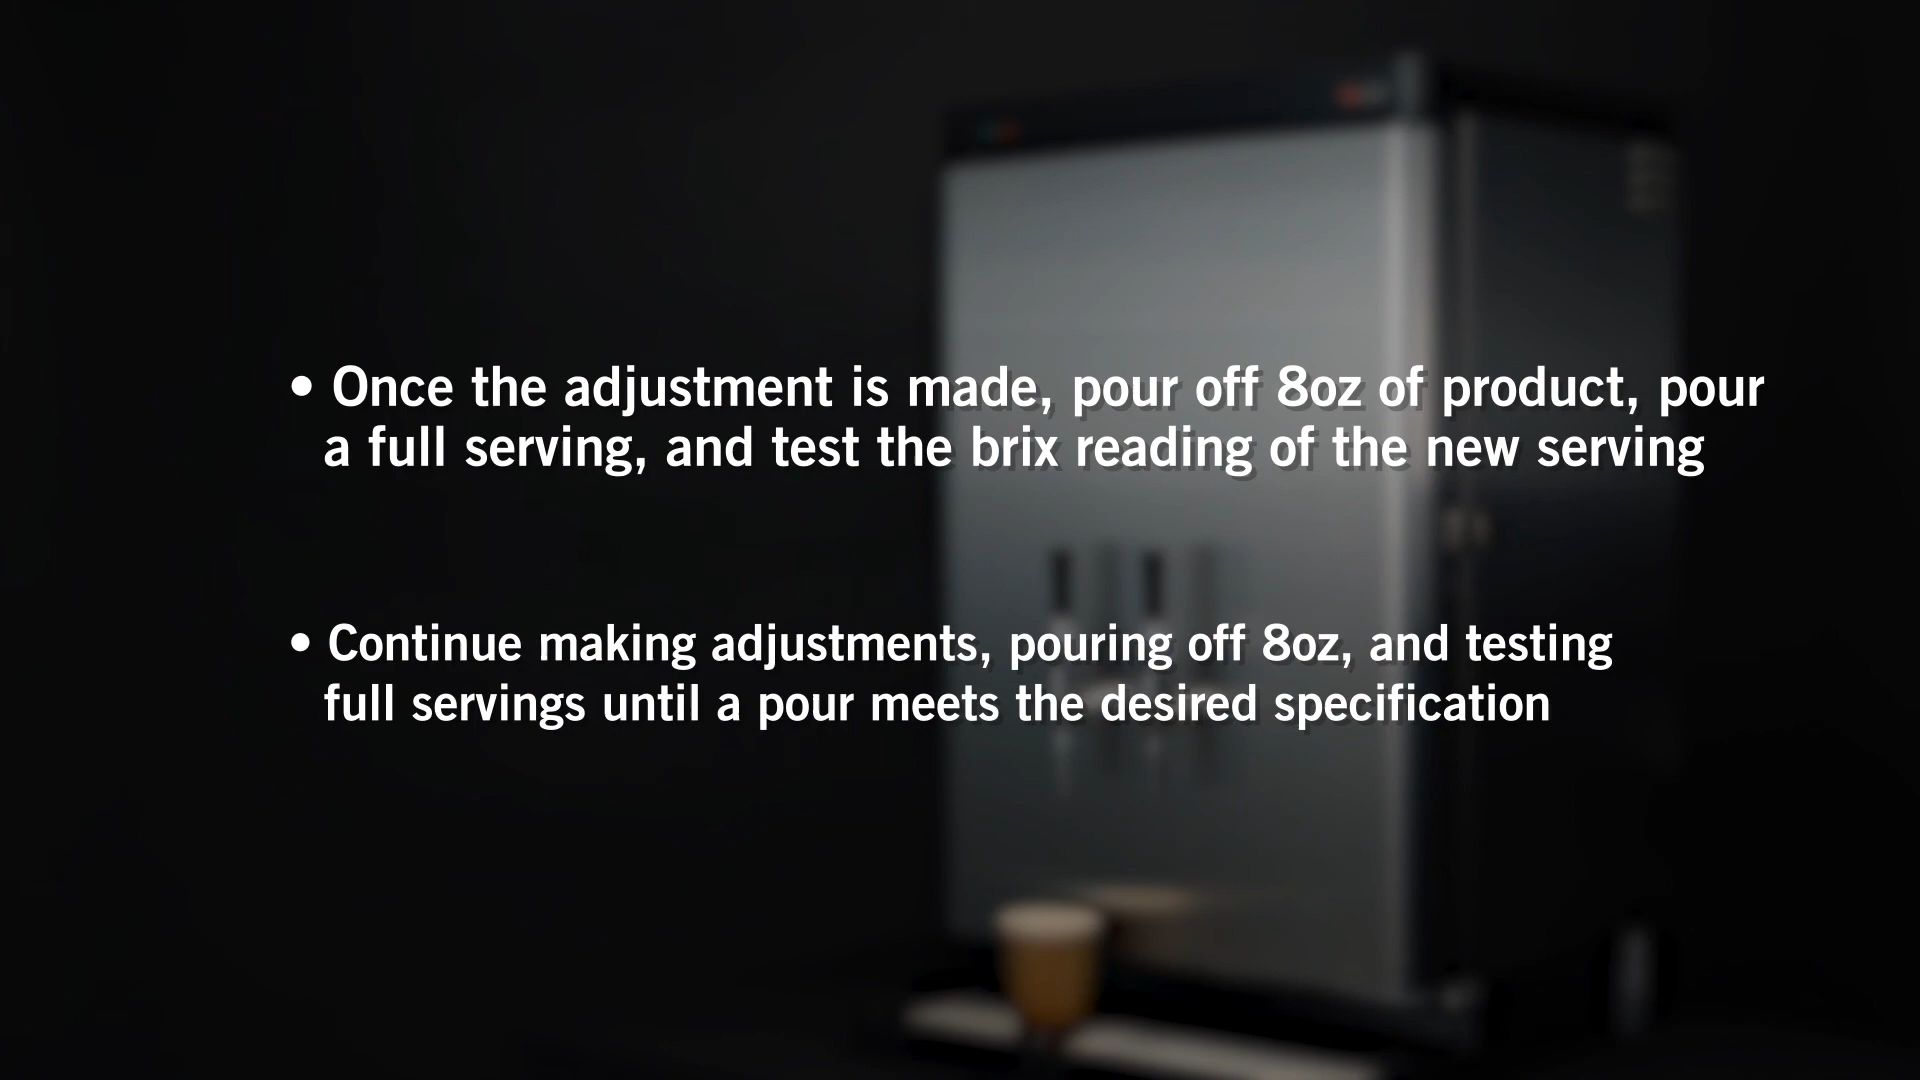 • Once the adjustment is made, pour off 8oz of product, pour
a full serving, and test the brix reading of the new serving
• Continue making adjustments, pouring off 8oz, and testing
full servings until a pour meets the desired specification